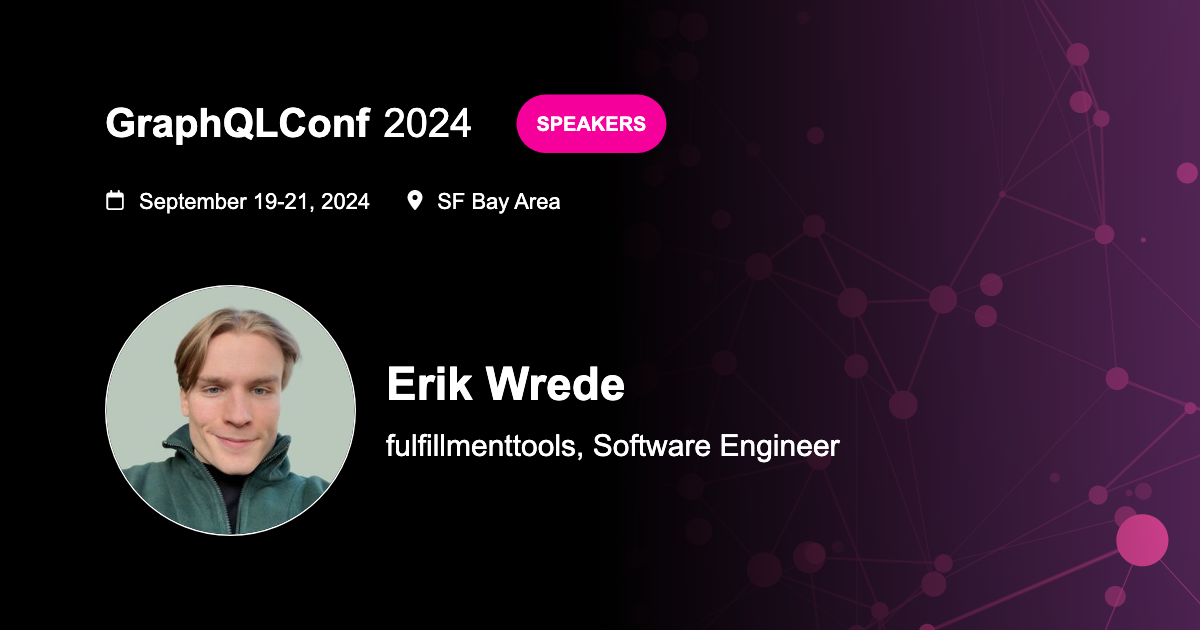 GraphQLConf 2024 SPEAKERS
September 19-21, 2024 SF Bay Area
Erik Wrede
fulfillmenttools, Software Engineer